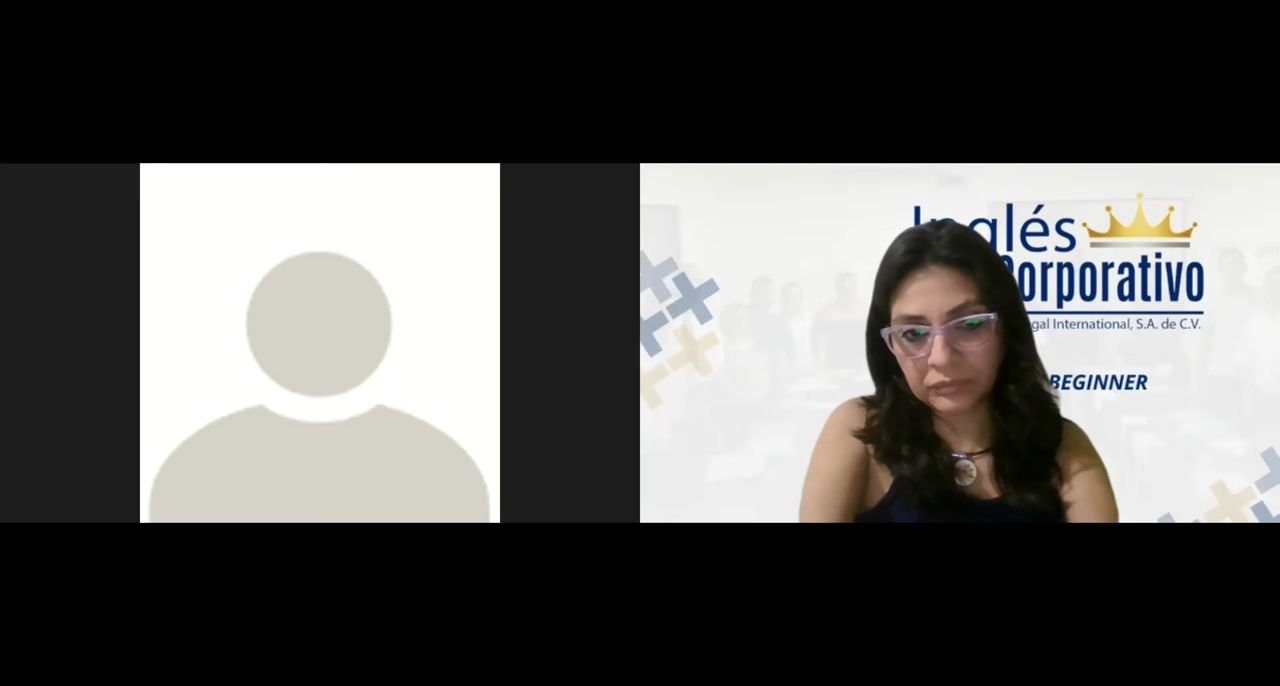 Inglés
Corporativo
gal International, S.A. de C.V.
BEGINNER